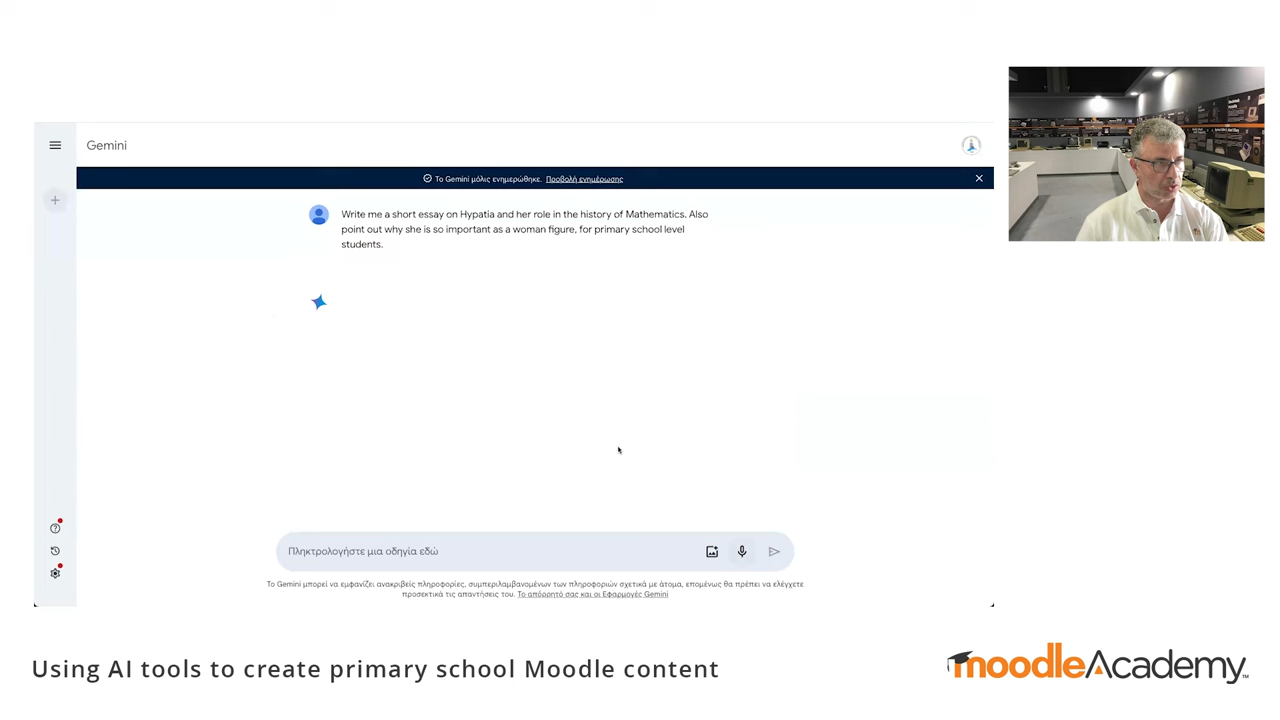 Gemini
Το Gemini μόλις ενημερώθηκε. Προβολή ενημέρωσης
Write me a short essay on Hypatia and her role in the history of Mathematics. Also
point out why she is so important as a woman figure, for primary school level
students.
Πληκτρολογήστε μια οδηγία εδώ
Το Gemini μπορεί να εμφανίζει ανακριβείς πληροφορίες, συμπεριλαμβανομένων των πληροφοριών σχετικά με άτομα, επομένως θα πρέπει να ελέγχετε
προσεκτικά τις απαντήσεις του. Το απόρρητό σας και οι Εφαρμογές Gemini
Using AI tools to create primary school Moodle content
moodleAcademy™